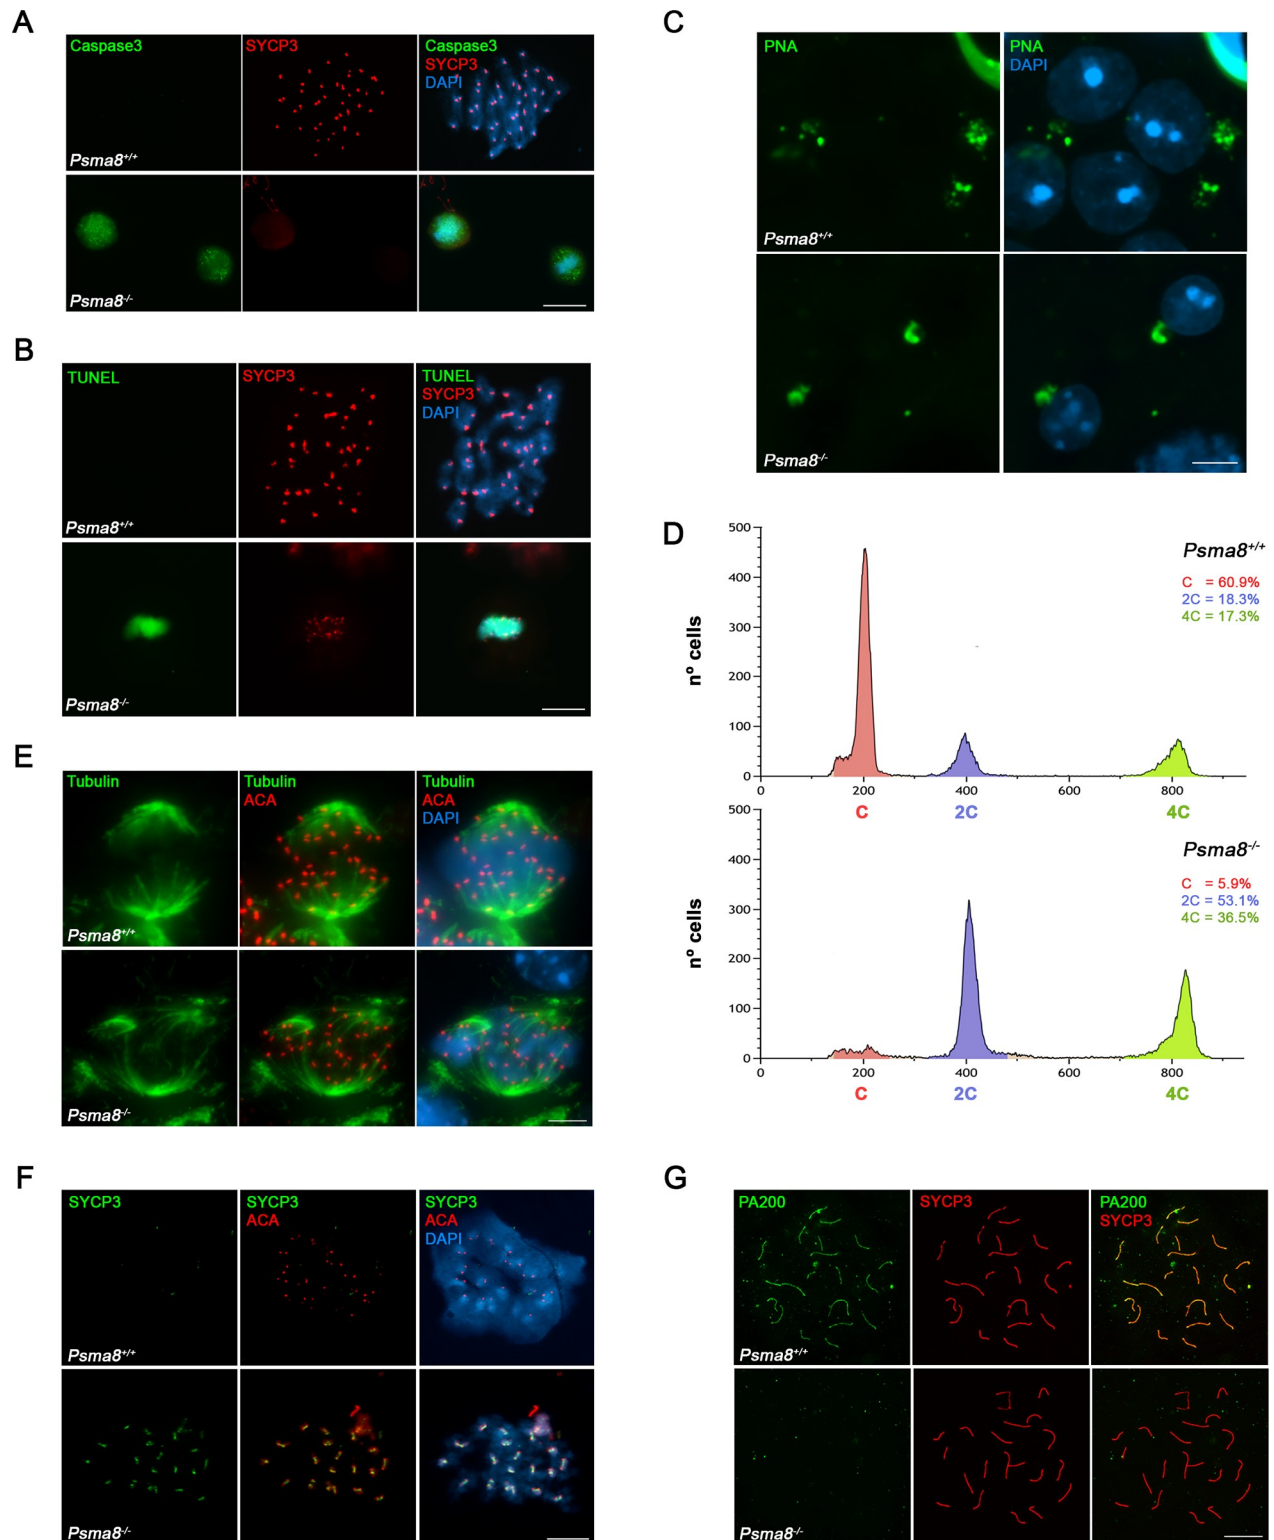 A
Caspase3
SYCP3
Caspase3
SYCP3
DAPI
Psma8+/+
Psma8-/-
B
TUNEL
SYCP3
TUNEL
SYCP3
DAPI
Psma8+/+
Psma8-/-
C
PNA
PNA
DAPI
Psma8+/+
Psma8-/-
D
500
400
300
200
100
0
nº cells
Psma8+/+
C = 60.9%
2C = 18.3%
4C = 17.3%
0 200 400 600 800
C 2C 4C
500
400
300
200
100
0
nº cells
Psma8-/-
C = 5.9%
2C = 53.1%
4C = 36.5%
0 200 400 600 800
C 2C 4C
E
Tubulin
Tubulin
ACA
Tubulin
ACA
DAPI
Psma8+/+
Psma8-/-
F
SYCP3
SYCP3
ACA
SYCP3
ACA
DAPI
Psma8+/+
Psma8-/-
G
PA200
SYCP3
PA200
SYCP3
Psma8+/+
Psma8-/-